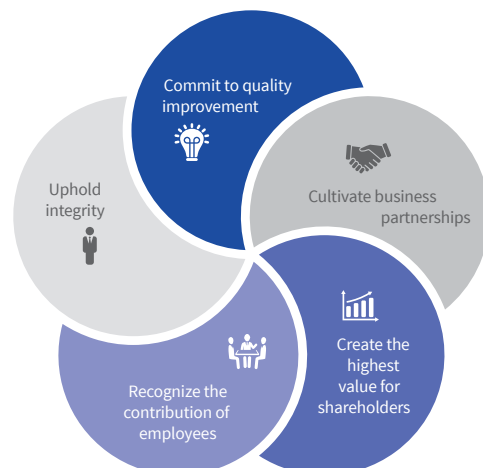 Commit to quality
improvement
Cultivate business
partnerships
Create the
highest
value for
shareholders
Recognize the
contribution of
employees
Uphold
integrity